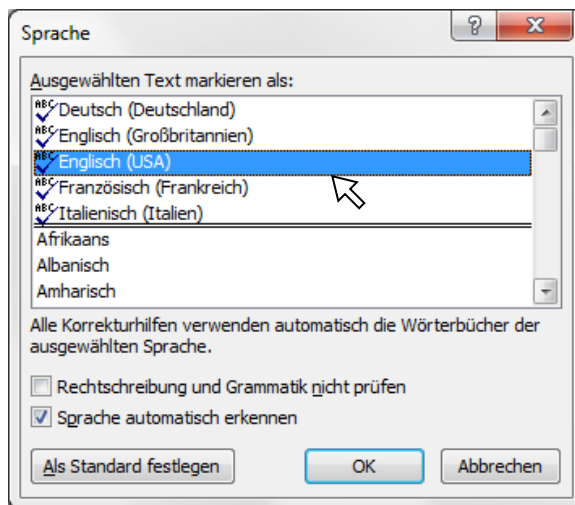 Sprache
Ausgewählten Text markieren als:
Deutsch (Deutschland)
Englisch (Großbritannien)
Englisch (USA)
Französisch (Frankreich)
Italienisch (Italien)
Afrikaans
Albanisch
Amharisch
Alle Korrekturhilfen verwenden automatisch die Wörterbücher der
ausgewählten Sprache.
Rechtschreibung und Grammatik nicht prüfen
Sprache automatisch erkennen
Als Standard festlegen OK Abbrechen